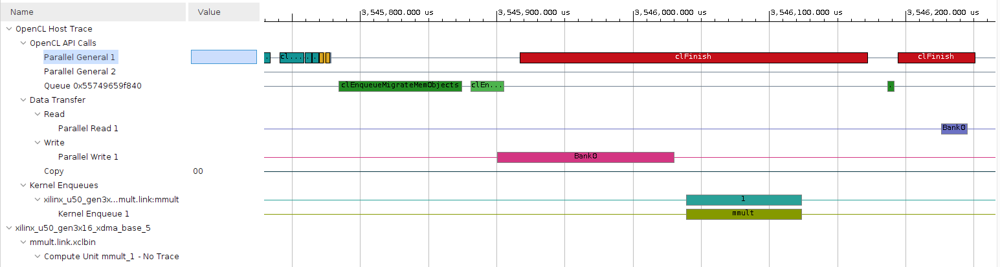 Name Value 3,545,800.000 us 3,545,900.000 us 3,546,000.000 us 3,546,100.000 us 3,546,200.000 us
OpenCL Host Trace
OpenCL API Calls
Parallel General 1 . cl... . . clFinish clFinish
Parallel General 2
Queue 0x55749659f840 clEnqueueMigrateMemObjects clEn... .
Data Transfer
Read
Parallel Read 1 Bank0
Write
Parallel Write 1 Bank0
Copy 00
Kernel Enqueues
xilinx_u50_gen3x...mult.link:mmult 1
Kernel Enqueue 1 mmult
xilinx_u50_gen3x16_xdma_base_5
mmult.link.xclbin
Compute Unit mmult_1 - No Trace